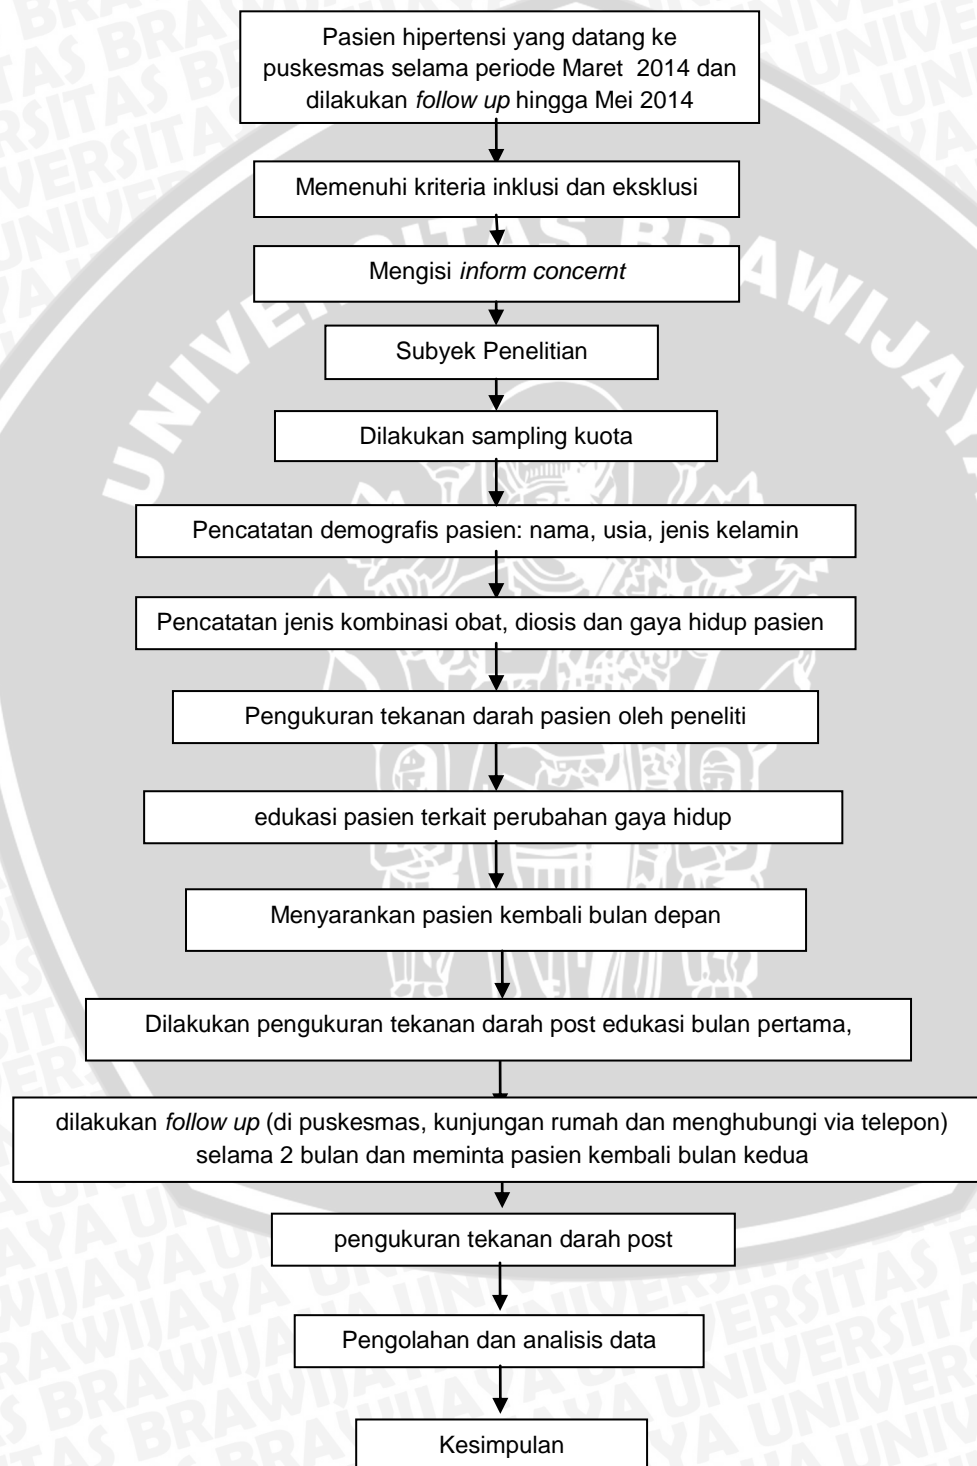 Pasien hipertensi yang datang ke
puskesmas selama periode Maret 2014 dan
dilakukan follow up hingga Mei 2014
Memenuhi kriteria inklusi dan eksklusi
Mengisi inform concernt
Subyek Penelitian
Dilakukan sampling kuota
Pencatatan demografis pasien: nama, usia, jenis kelamin
Pencatatan jenis kombinasi obat, diosis dan gaya hidup pasien
Pengukuran tekanan darah pasien oleh peneliti
edukasi pasien terkait perubahan gaya hidup
Menyarankan pasien kembali bulan depan
Dilakukan pengukuran tekanan darah post edukasi bulan pertama,
dilakukan follow up (di puskesmas, kunjungan rumah dan menghubungi via telepon)
selama 2 bulan dan meminta pasien kembali bulan kedua
pengukuran tekanan darah post
Pengolahan dan analisis data
Kesimpulan
UNIVERSITAS BRAWIJAYA